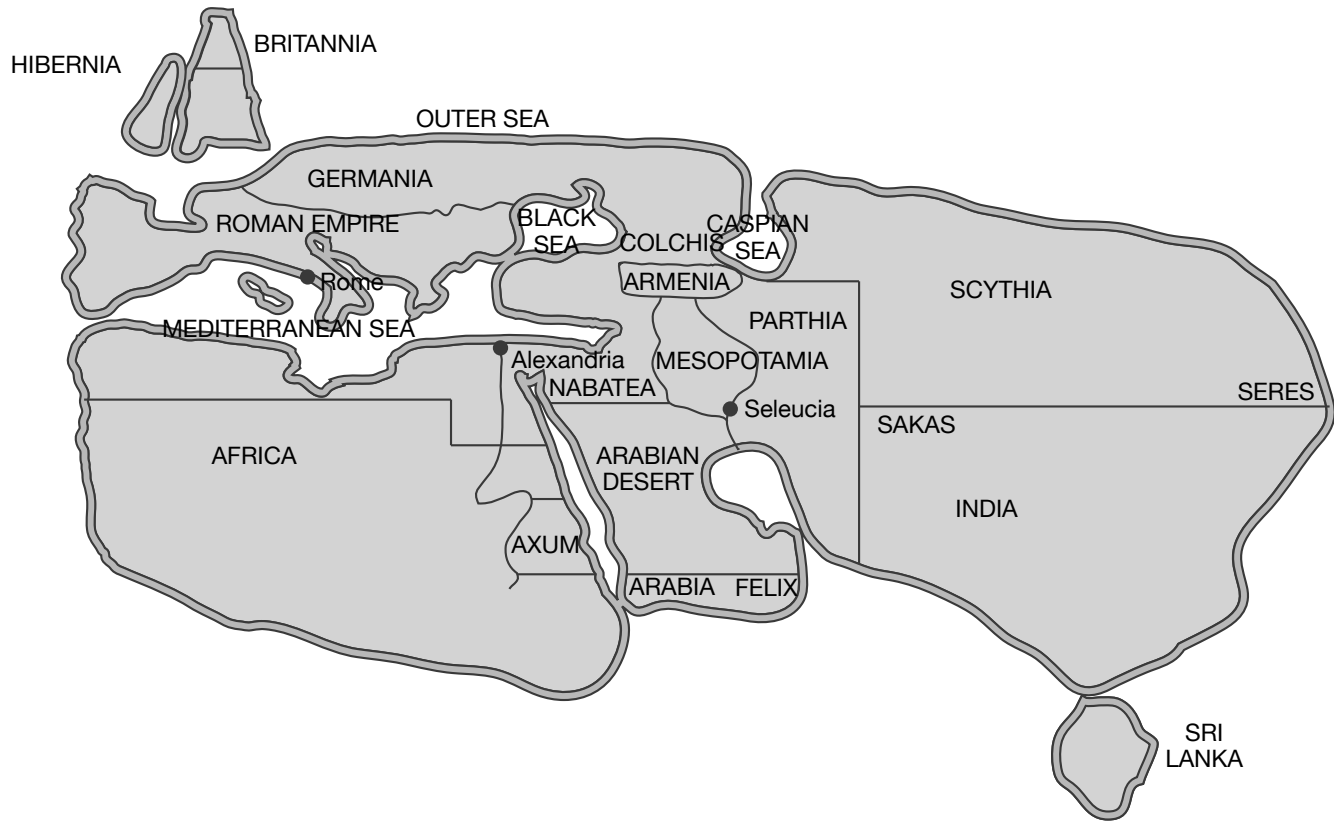 BRITANNIA
HIBERNIA
OUTER SEA
GERMANIA
ROMAN EMPIRE
BLACK
SEA
CASPIAN
SEA
COLCHIS
Rome
ARMENIA
SCYTHIA
MEDITERRANEAN SEA
PARTHIA
Alexandria
MESOPOTAMIA
NABATEA
SERES
Seleucia
SAKAS
AFRICA
ARABIAN
DESERT
INDIA
AXUM
ARABIA FELIX
SRI
LANKA